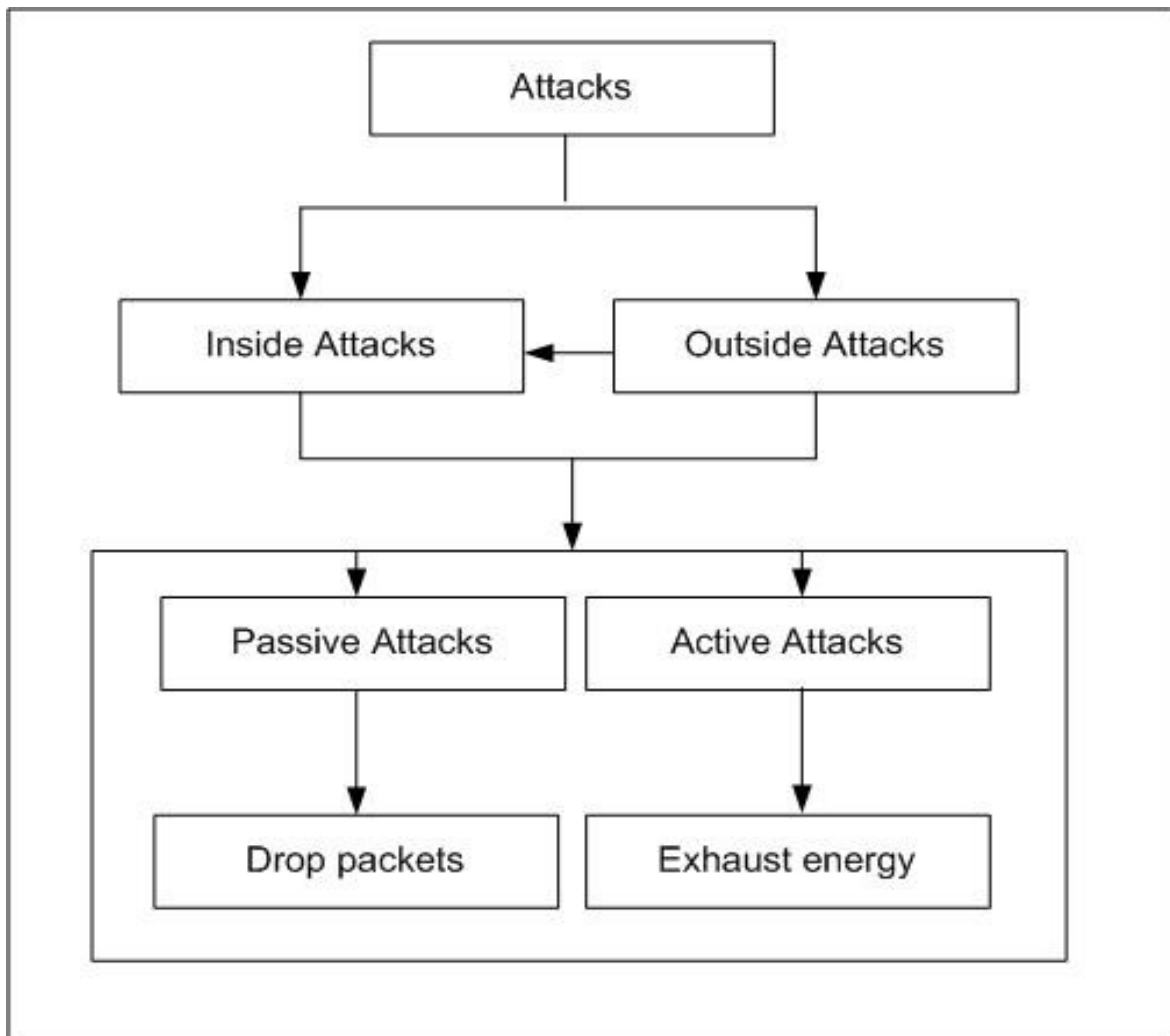 Attacks
Inside Attacks
Outside Attacks
Passive Attacks
Active Attacks
Drop packets
Exhaust energy